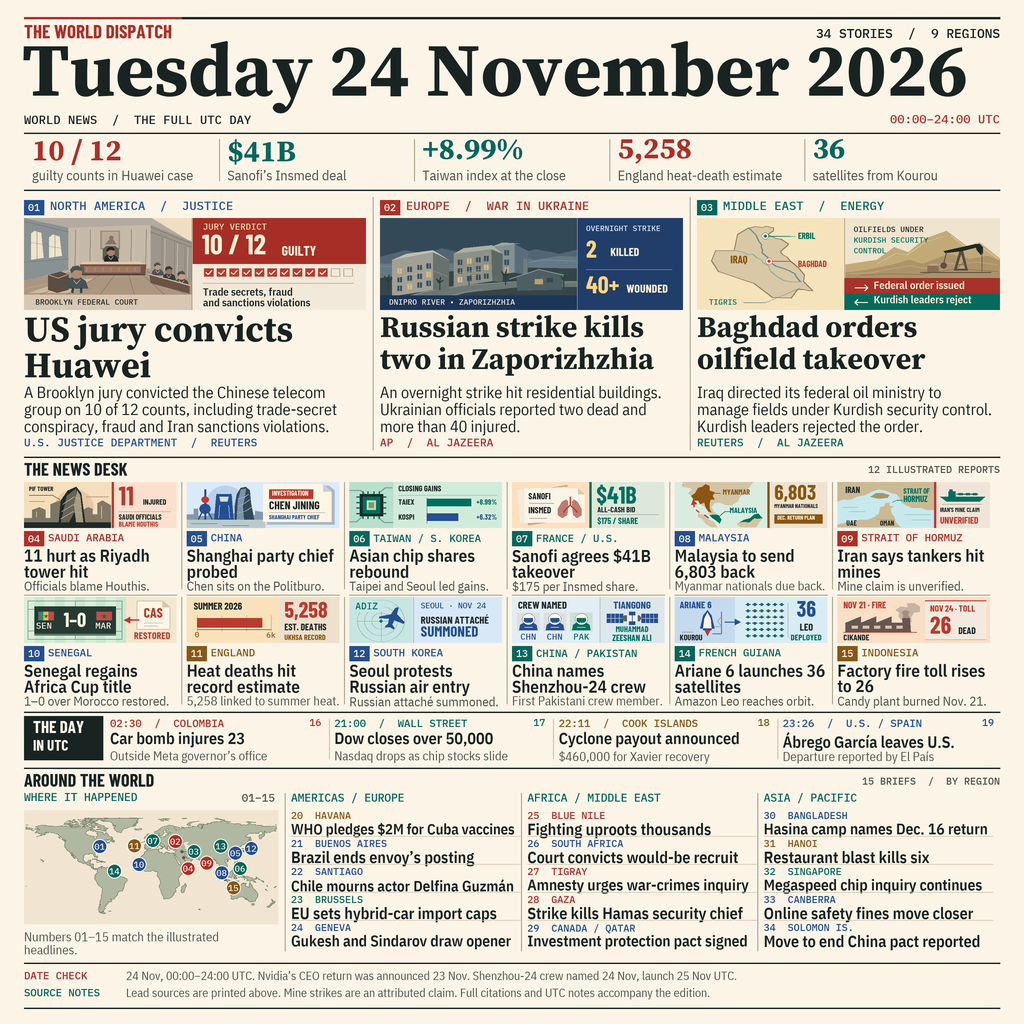 THE WORLD DISPATCH
34 STORIES / 9 REGIONS
Tuesday 24 November 2026
WORLD NEWS / THE FULL UTC DAY
00:00–24:00 UTC
10 / 12
guilty counts in Huawei case
$41B
Sanofi's Insmed deal
+8.99%
Taiwan index at the close
5,258
England heat-death estimate
36
satellites from Kourou
01 NORTH AMERICA / JUSTICE
JURY VERDICT
10 / 12 GUILTY
Trade secrets, fraud
and sanctions violations
BROOKLYN FEDERAL COURT
US jury convicts
Huawei
A Brooklyn jury convicted the Chinese telecom
group on 10 of 12 counts, including trade-secret
conspiracy, fraud and Iran sanctions violations.
U.S. JUSTICE DEPARTMENT / REUTERS
02 EUROPE / WAR IN UKRAINE
OVERNIGHT STRIKE
2 KILLED
40+ WOUNDED
DNIPRO RIVER • ZAPORIZHZHIA
Russian strike kills
two in Zaporizhzhia
An overnight strike hit residential buildings.
Ukrainian officials reported two dead and
more than 40 injured.
AP / AL JAZEERA
03 MIDDLE EAST / ENERGY
ERBIL
IRAQ
BAGHDAD
TIGRIS
OILFIELDS UNDER
KURDISH SECURITY
CONTROL
→ Federal order issued
← Kurdish leaders reject
Baghdad orders
oilfield takeover
Iraq directed its federal oil ministry to
manage fields under Kurdish security control.
Kurdish leaders rejected the order.
REUTERS / AL JAZEERA
THE NEWS DESK
12 ILLUSTRATED REPORTS
PIF TOWER
11 INJURED
SAUDI OFFICIALS
BLAME HOUTHIS
04 SAUDI ARABIA
11 hurt as Riyadh
tower hit
Officials blame Houthis.
INVESTIGATION
CHEN JINING
SHANGHAI PARTY CHIEF
05 CHINA
Shanghai party chief
probed
Chen sits on the Politburo.
CLOSING GAINS
TAIEX +8.99%
KOSPI +6.32%
06 TAIWAN / S. KOREA
Asian chip shares
rebound
Taipei and Seoul led gains.
SANOFI
INSMED
$41B
ALL-CASH BID
$175 / SHARE
07 FRANCE / U.S.
Sanofi agrees $41B
takeover
$175 per Insmed share.
MYANMAR
MALAYSIA
6,803
MYANMAR NATIONALS
DEC. RETURN PLAN
08 MALAYSIA
Malaysia to send
6,803 back
Myanmar nationals due back.
IRAN
STRAIT OF
HORMUZ
UAE OMAN
IRAN'S MINE CLAIM
UNVERIFIED
09 STRAIT OF HORMUZ
Iran says tankers hit
mines
Mine claim is unverified.
SEN 1–0 MAR
CAS
RESTORED
10 SENEGAL
Senegal regains
Africa Cup title
1–0 over Morocco restored.
SUMMER 2026
0 6k
5,258
EST. DEATHS
UKHSA RECORD
11 ENGLAND
Heat deaths hit
record estimate
5,258 linked to summer heat.
ADIZ
SEOUL · NOV 24
RUSSIAN ATTACHÉ
SUMMONED
12 SOUTH KOREA
Seoul protests
Russian air entry
Russian attaché summoned.
CREW NAMED
CHN CHN PAK
TIANGONG
MUHAMMAD
ZEESHAN ALI
13 CHINA / PAKISTAN
China names
Shenzhou-24 crew
First Pakistani crew member.
ARIANE 6
KOUROU
36
LEO
DEPLOYED
14 FRENCH GUIANA
Ariane 6 launches 36
satellites
Amazon Leo reaches orbit.
NOV 21 · FIRE
CIKANDE
NOV 24 · TOLL
26 DEAD
15 INDONESIA
Factory fire toll rises
to 26
Candy plant burned Nov. 21.
THE DAY
IN UTC
02:30 / COLOMBIA 16
Car bomb injures 23
Outside Meta governor's office
21:00 / WALL STREET 17
Dow closes over 50,000
Nasdaq drops as chip stocks slide
22:11 / COOK ISLANDS 18
Cyclone payout announced
$460,000 for Xavier recovery
23:26 / U.S. / SPAIN 19
Ábrego García leaves U.S.
Departure reported by El País
AROUND THE WORLD
15 BRIEFS / BY REGION
WHERE IT HAPPENED 01–15
01 11 07 02 03 13 05 12 10 04 09 08 06 14 15
Numbers 01–15 match the illustrated
headlines.
AMERICAS / EUROPE
20 HAVANA
WHO pledges $2M for Cuba vaccines
21 BUENOS AIRES
Brazil ends envoy's posting
22 SANTIAGO
Chile mourns actor Delfina Guzmán
23 BRUSSELS
EU sets hybrid-car import caps
24 GENEVA
Gukesh and Sindarov draw opener
AFRICA / MIDDLE EAST
25 BLUE NILE
Fighting uproots thousands
26 SOUTH AFRICA
Court convicts would-be recruit
27 TIGRAY
Amnesty urges war-crimes inquiry
28 GAZA
Strike kills Hamas security chief
29 CANADA / QATAR
Investment protection pact signed
ASIA / PACIFIC
30 BANGLADESH
Hasina camp names Dec. 16 return
31 HANOI
Restaurant blast kills six
32 SINGAPORE
Megaspeed chip inquiry continues
33 CANBERRA
Online safety fines move closer
34 SOLOMON IS.
Move to end China pact reported
DATE CHECK 24 Nov, 00:00–24:00 UTC. Nvidia's CEO return was announced 23 Nov. Shenzhou-24 crew named 24 Nov, launch 25 Nov UTC.
SOURCE NOTES Lead sources are printed above. Mine strikes are an attributed claim. Full citations and UTC notes accompany the edition.